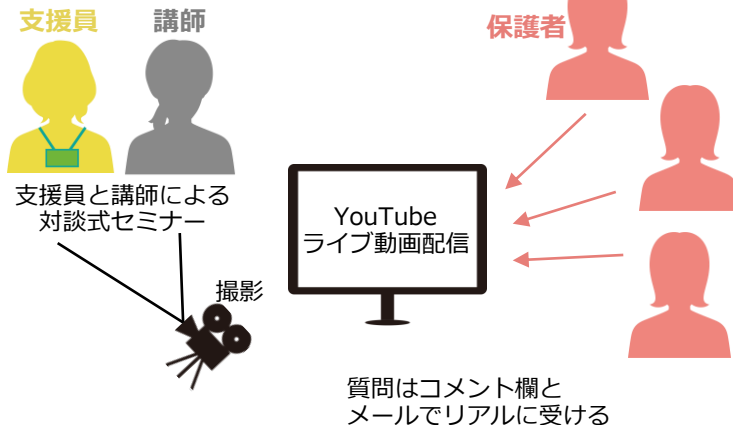 支援員
講師
保護者
支援員と講師による
対談式セミナー
YouTube
ライブ動画配信
撮影
質問はコメント欄と
メールでリアルに受ける